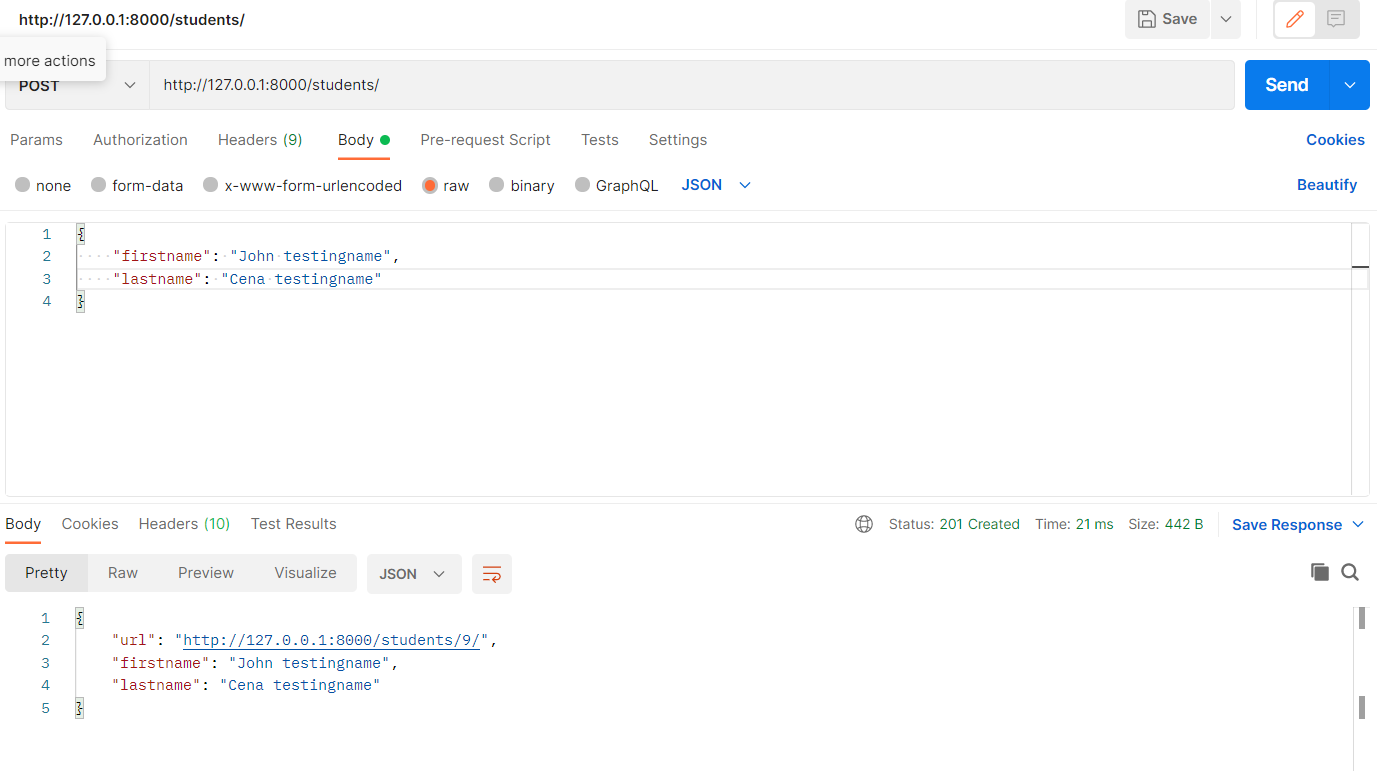 http://127.0.0.1:8000/students/
Save
more actions
POST
http://127.0.0.1:8000/students/
Send
Params Authorization Headers (9) Body Pre-request Script Tests Settings Cookies
none form-data x-www-form-urlencoded raw binary GraphQL JSON Beautify
1 {
2 "firstname": "John testingname",
3 "lastname": "Cena testingname"
4 }
Body Cookies Headers (10) Test Results Status: 201 Created Time: 21 ms Size: 442 B Save Response
Pretty Raw Preview Visualize JSON
1 {
2 "url": "http://127.0.0.1:8000/students/9/",
3 "firstname": "John testingname",
4 "lastname": "Cena testingname"
5 }